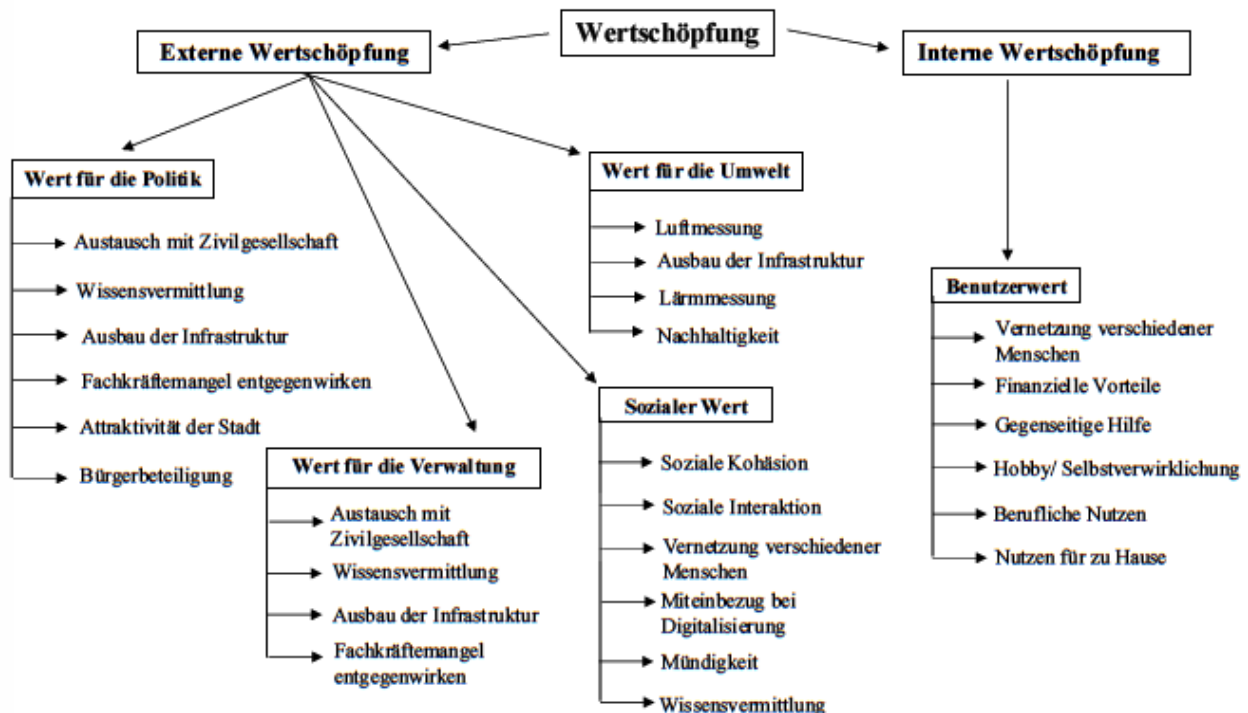 Wertschöpfung
Externe Wertschöpfung
Interne Wertschöpfung
Wert für die Politik
Austausch mit Zivilgesellschaft
Wissensvermittlung
Ausbau der Infrastruktur
Fachkräftemangel entgegenwirken
Attraktivität der Stadt
Bürgerbeteiligung
Wert für die Verwaltung
Austausch mit
Zivilgesellschaft
Wissensvermittlung
Ausbau der Infrastruktur
Fachkräftemangel
entgegenwirken
Wert für die Umwelt
Luftmessung
Ausbau der Infrastruktur
Lärmmessung
Nachhaltigkeit
Sozialer Wert
Soziale Kohäsion
Soziale Interaktion
Vernetzung verschiedener
Menschen
Miteinbezug bei
Digitalisierung
Mündigkeit
Wissensvermittlung
Benutzerwert
Vernetzung verschiedener
Menschen
Finanzielle Vorteile
Gegenseitige Hilfe
Hobby/ Selbstverwirklichung
Berufliche Nutzen
Nutzen für zu Hause